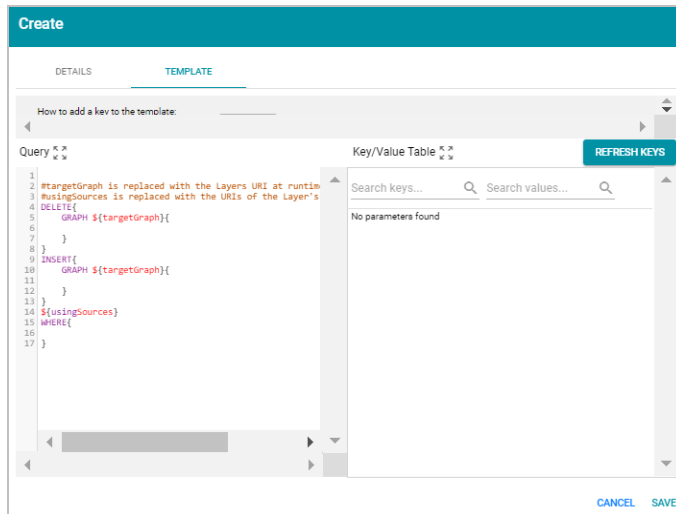 Create
DETAILS TEMPLATE
How to add a key to the template:
Query Key/Value Table REFRESH KEYS
Search keys... Search values...
No parameters found
1
2 #targetGraph is replaced with the Layers URI at runtim
3 #usingSources is replaced with the URIs of the Layer's
4 DELETE{
5 GRAPH ${targetGraph}{
6
7 }
8 }
9 INSERT{
10 GRAPH ${targetGraph}{
11
12 }
13 }
14 ${usingSources}
15 WHERE{
16
17 }
CANCEL SAVE